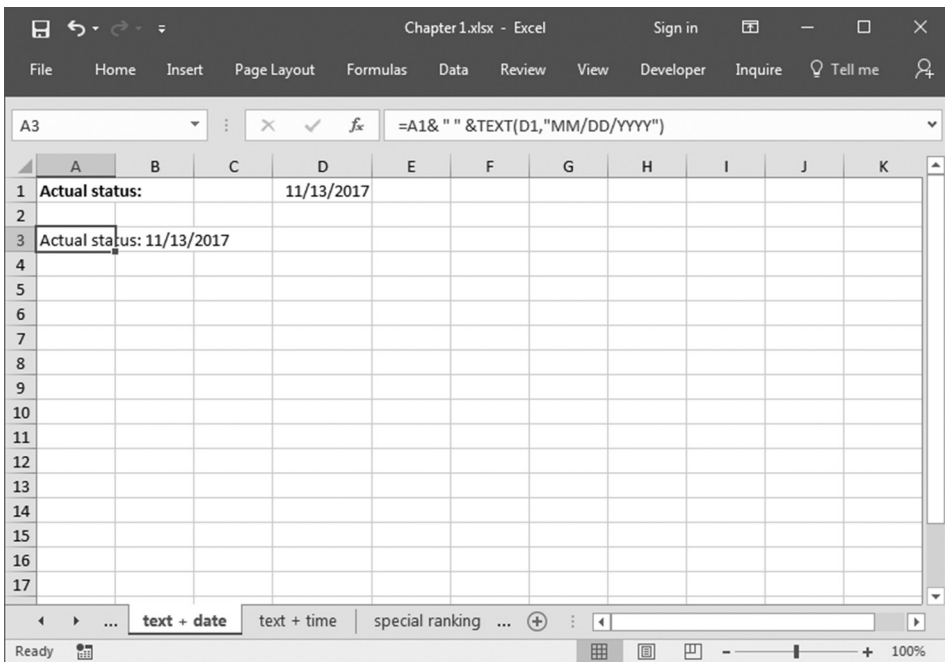 Chapter 1.xlsx - Excel Sign in
File Home Insert Page Layout Formulas Data Review View Developer Inquire Tell me
A3 fx =A1& " " &TEXT(D1,"MM/DD/YYYY")
A B C D E F G H I J K
1 Actual status: 11/13/2017
2
3 Actual status: 11/13/2017
4
5
6
7
8
9
10
11
12
13
14
15
16
17
... text + date text + time special ranking ...
Ready 100%